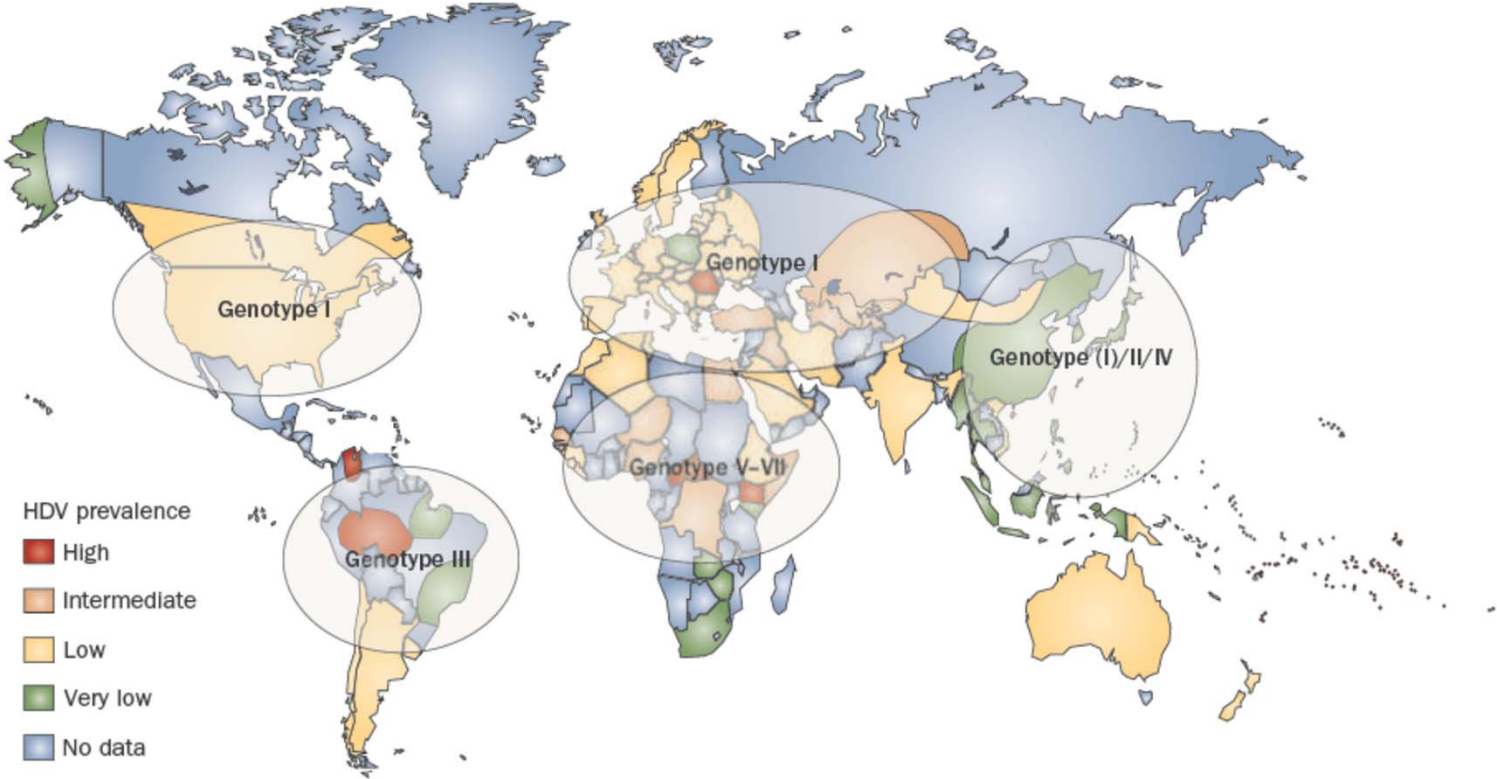 Genotype I
Genotype I
Genotype (I)/II/IV
Genotype V–VII
Genotype III
HDV prevalence
High
Intermediate
Low
Very low
No data